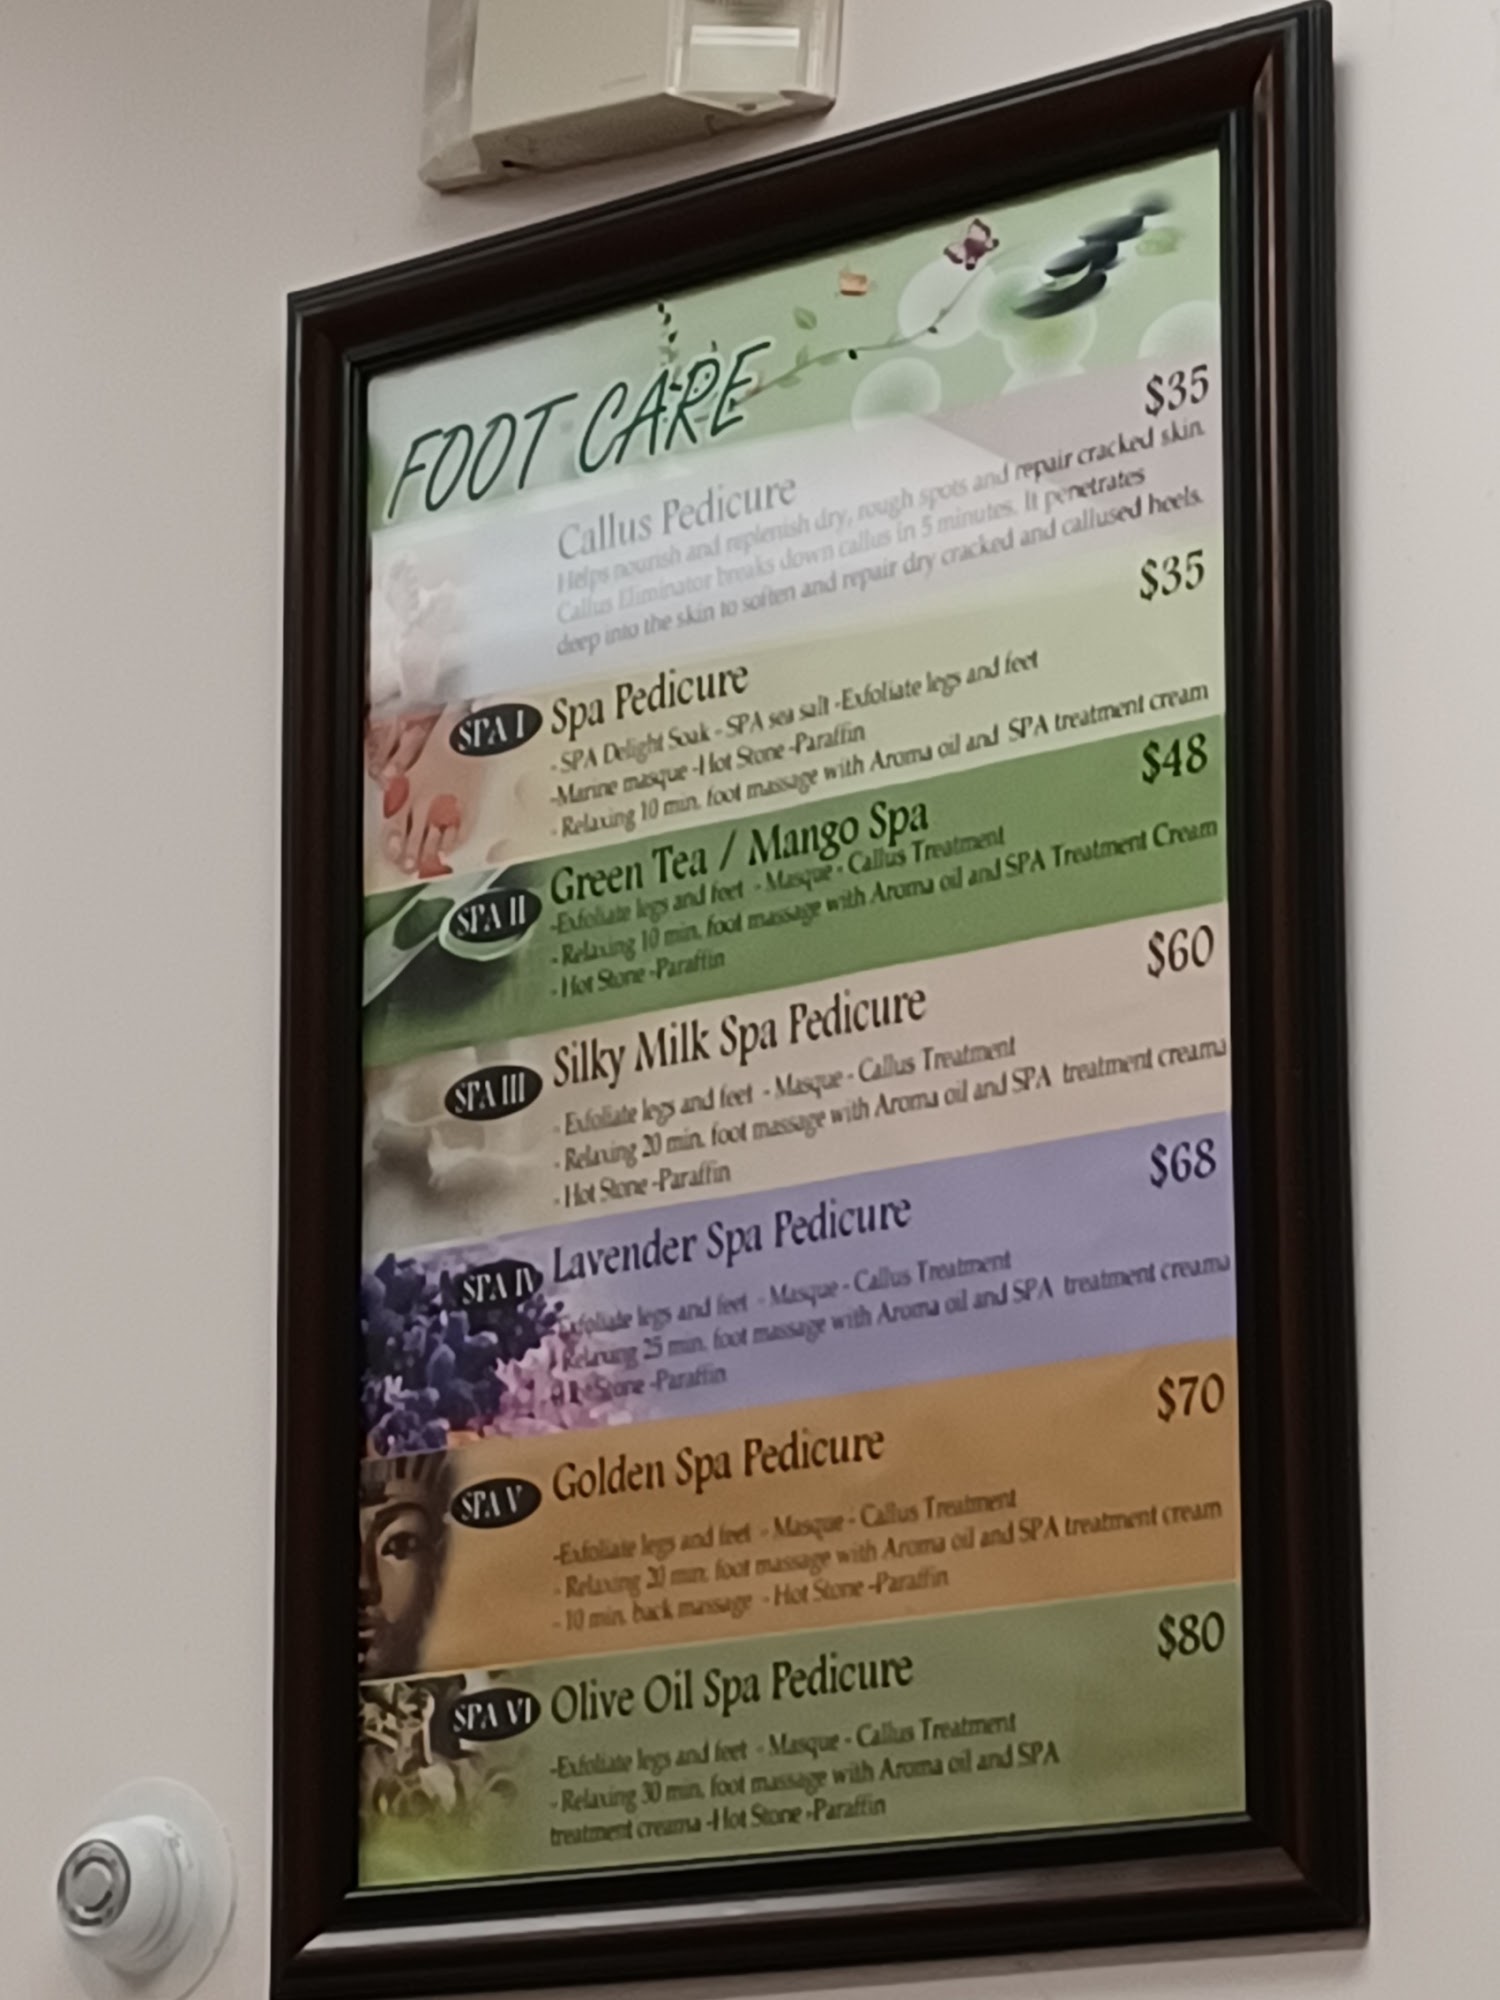 FOOT CARE
Callus Pedicure $35
Helps nourish and replenish dry, rough spots and repair cracked skin.
Callus Eliminator breaks down callus in 5 minutes. It penetrates
deep into the skin to soften and repair dry cracked and callused heels.
SPA I Spa Pedicure $35
- SPA Delight Soak - SPA sea salt -Exfoliate legs and feet
-Marine masque -Hot Stone -Paraffin
- Relaxing 10 min. foot massage with Aroma oil and SPA treatment cream
SPA II Green Tea / Mango Spa $48
-Exfoliate legs and feet - Masque - Callus Treatment
- Relaxing 10 min. foot massage with Aroma oil and SPA Treatment Cream
- Hot Stone -Paraffin
SPA III Silky Milk Spa Pedicure $60
- Exfoliate legs and feet - Masque - Callus Treatment
- Relaxing 20 min. foot massage with Aroma oil and SPA treatment creama
- Hot Stone -Paraffin
SPA IV Lavender Spa Pedicure $68
- Exfoliate legs and feet - Masque - Callus Treatment
- Relaxing 25 min. foot massage with Aroma oil and SPA treatment creama
- Hot Stone -Paraffin
SPA V Golden Spa Pedicure $70
-Exfoliate legs and feet - Masque - Callus Treatment
- Relaxing 20 min. foot massage with Aroma oil and SPA treatment cream
- 10 min. back massage - Hot Stone -Paraffin
SPA VI Olive Oil Spa Pedicure $80
-Exfoliate legs and feet - Masque - Callus Treatment
- Relaxing 30 min. foot massage with Aroma oil and SPA
treatment creama -Hot Stone -Paraffin